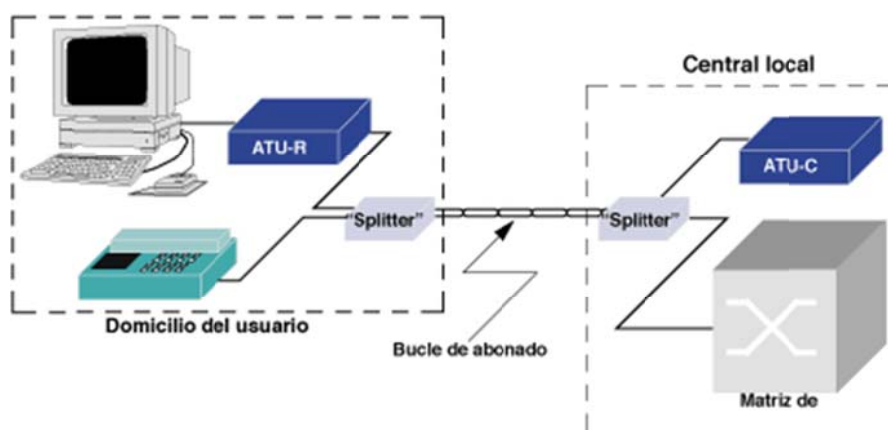 Central local
ATU-R
ATU-C
"Splitter"
"Splitter"
Domicilio del usuario
Bucle de abonado
Matriz de